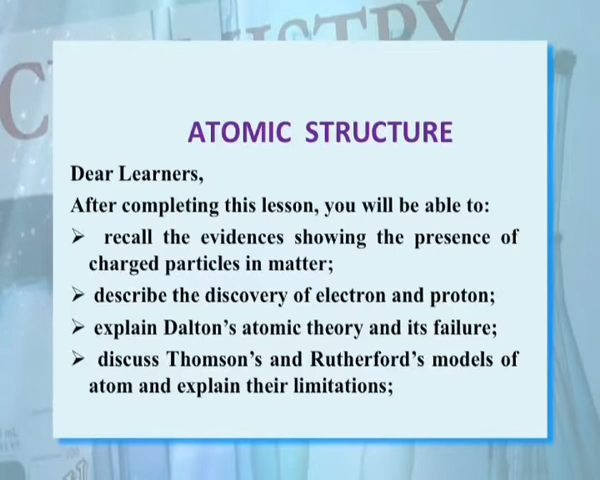 CHEMISTRY
ATOMIC STRUCTURE
Dear Learners,
After completing this lesson, you will be able to:
➢ recall the evidences showing the presence of
charged particles in matter;
➢ describe the discovery of electron and proton;
➢ explain Dalton’s atomic theory and its failure;
➢ discuss Thomson’s and Rutherford’s models of
atom and explain their limitations;